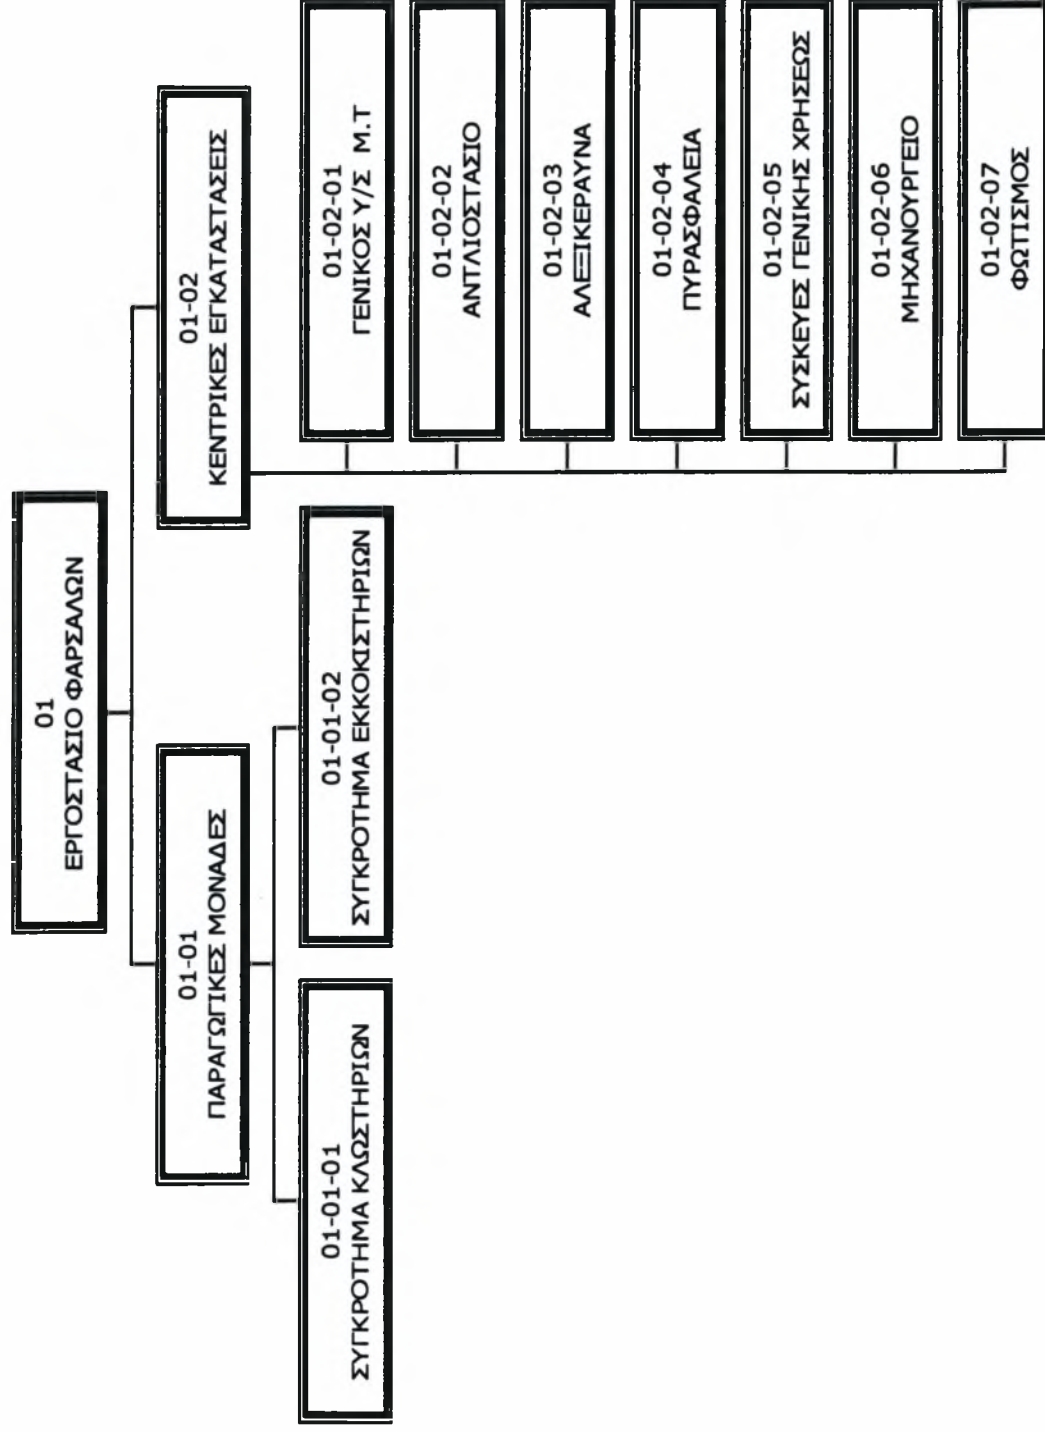 01
ΕΡΓΟΣΤΑΣΙΟ ΦΑΡΣΑΛΩΝ
01-01
ΠΑΡΑΓΩΓΙΚΕΣ ΜΟΝΑΔΕΣ
01-02
ΚΕΝΤΡΙΚΕΣ ΕΓΚΑΤΑΣΤΑΣΕΙΣ
01-01-01
ΣΥΓΚΡΟΤΗΜΑ ΚΛΩΣΤΗΡΙΩΝ
01-01-02
ΣΥΓΚΡΟΤΗΜΑ ΕΚΚΟΚΙΣΤΗΡΙΩΝ
01-02-01
ΓΕΝΙΚΟΣ Υ/Σ Μ.Τ
01-02-02
ΑΝΤΛΙΟΣΤΑΣΙΟ
01-02-03
ΑΛΕΞΙΚΕΡΑΥΝΑ
01-02-04
ΠΥΡΑΣΦΑΛΕΙΑ
01-02-05
ΣΥΣΚΕΥΕΣ ΓΕΝΙΚΗΣ ΧΡΗΣΕΩΣ
01-02-06
ΜΗΧΑΝΟΥΡΓΕΙΟ
01-02-07
ΦΩΤΙΣΜΟΣ